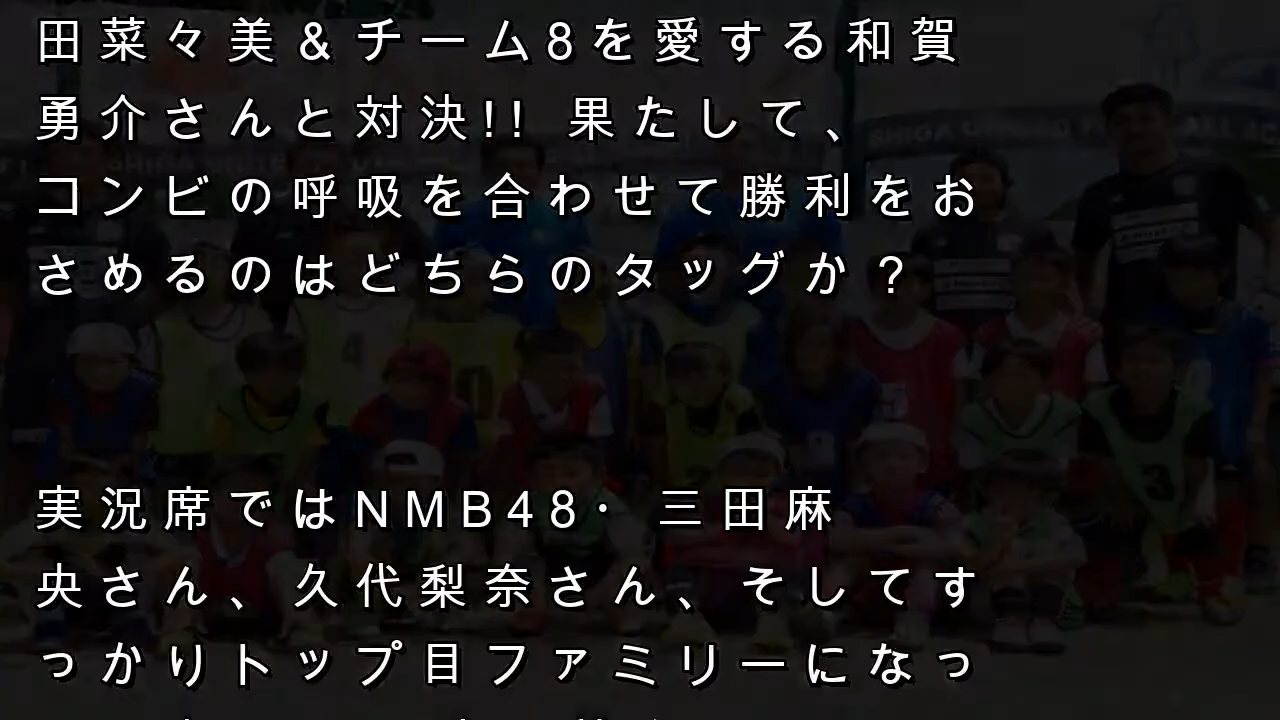 田菜々美&チーム8を愛する和賀
勇介さんと対決!! 果たして、
コンビの呼吸を合わせて勝利をお
さめるのはどちらのタッグか?
実況席ではNMB48· 三田麻
央さん、久代梨奈さん、そしてす
っかりトップ目ファミリーになっ